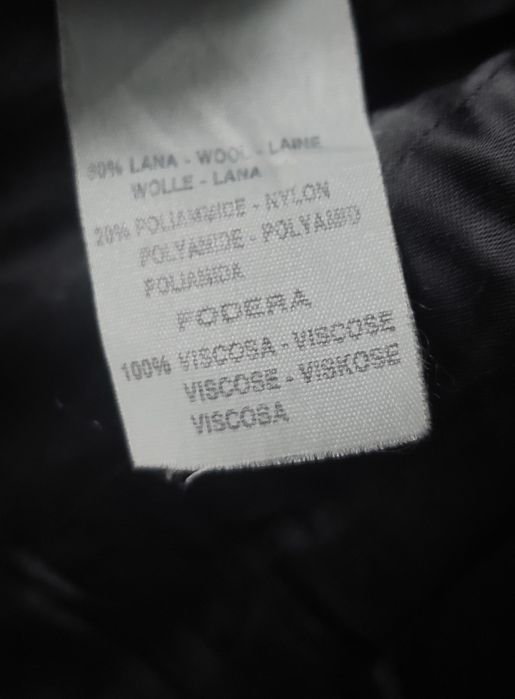 80% LANA - WOOL - LAINE
WOLLE - LANA
20% POLIAMMIDE - NYLON
POLYAMIDE - POLYAMID
POLIAMIDA
FODERA
100% VISCOSA - VISCOSE
VISCOSE - VISKOSE
VISCOSA